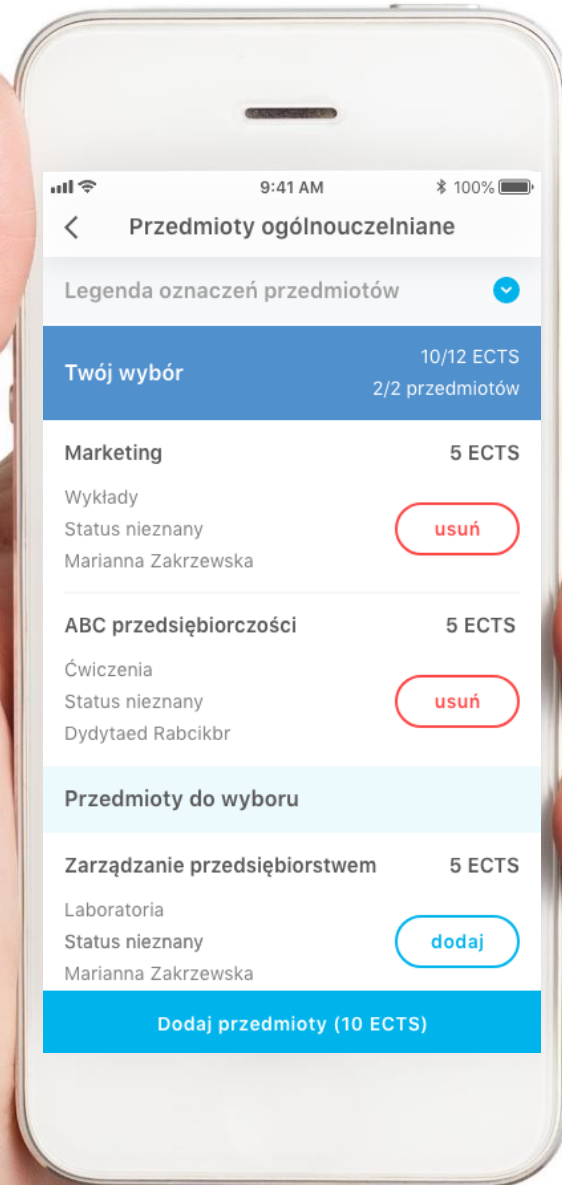 9:41 AM
100%
Przedmioty ogólnouczelniane
Legenda oznaczeń przedmiotów
Twój wybór
10/12 ECTS
2/2 przedmiotów
Marketing
5 ECTS
Wykłady
Status nieznany
usuń
Marianna Zakrzewska
ABC przedsiębiorczości
5 ECTS
Ćwiczenia
Status nieznany
usuń
Dydytaed Rabcikbr
Przedmioty do wyboru
Zarządzanie przedsiębiorstwem
5 ECTS
Laboratoria
Status nieznany
dodaj
Marianna Zakrzewska
Dodaj przedmioty (10 ECTS)